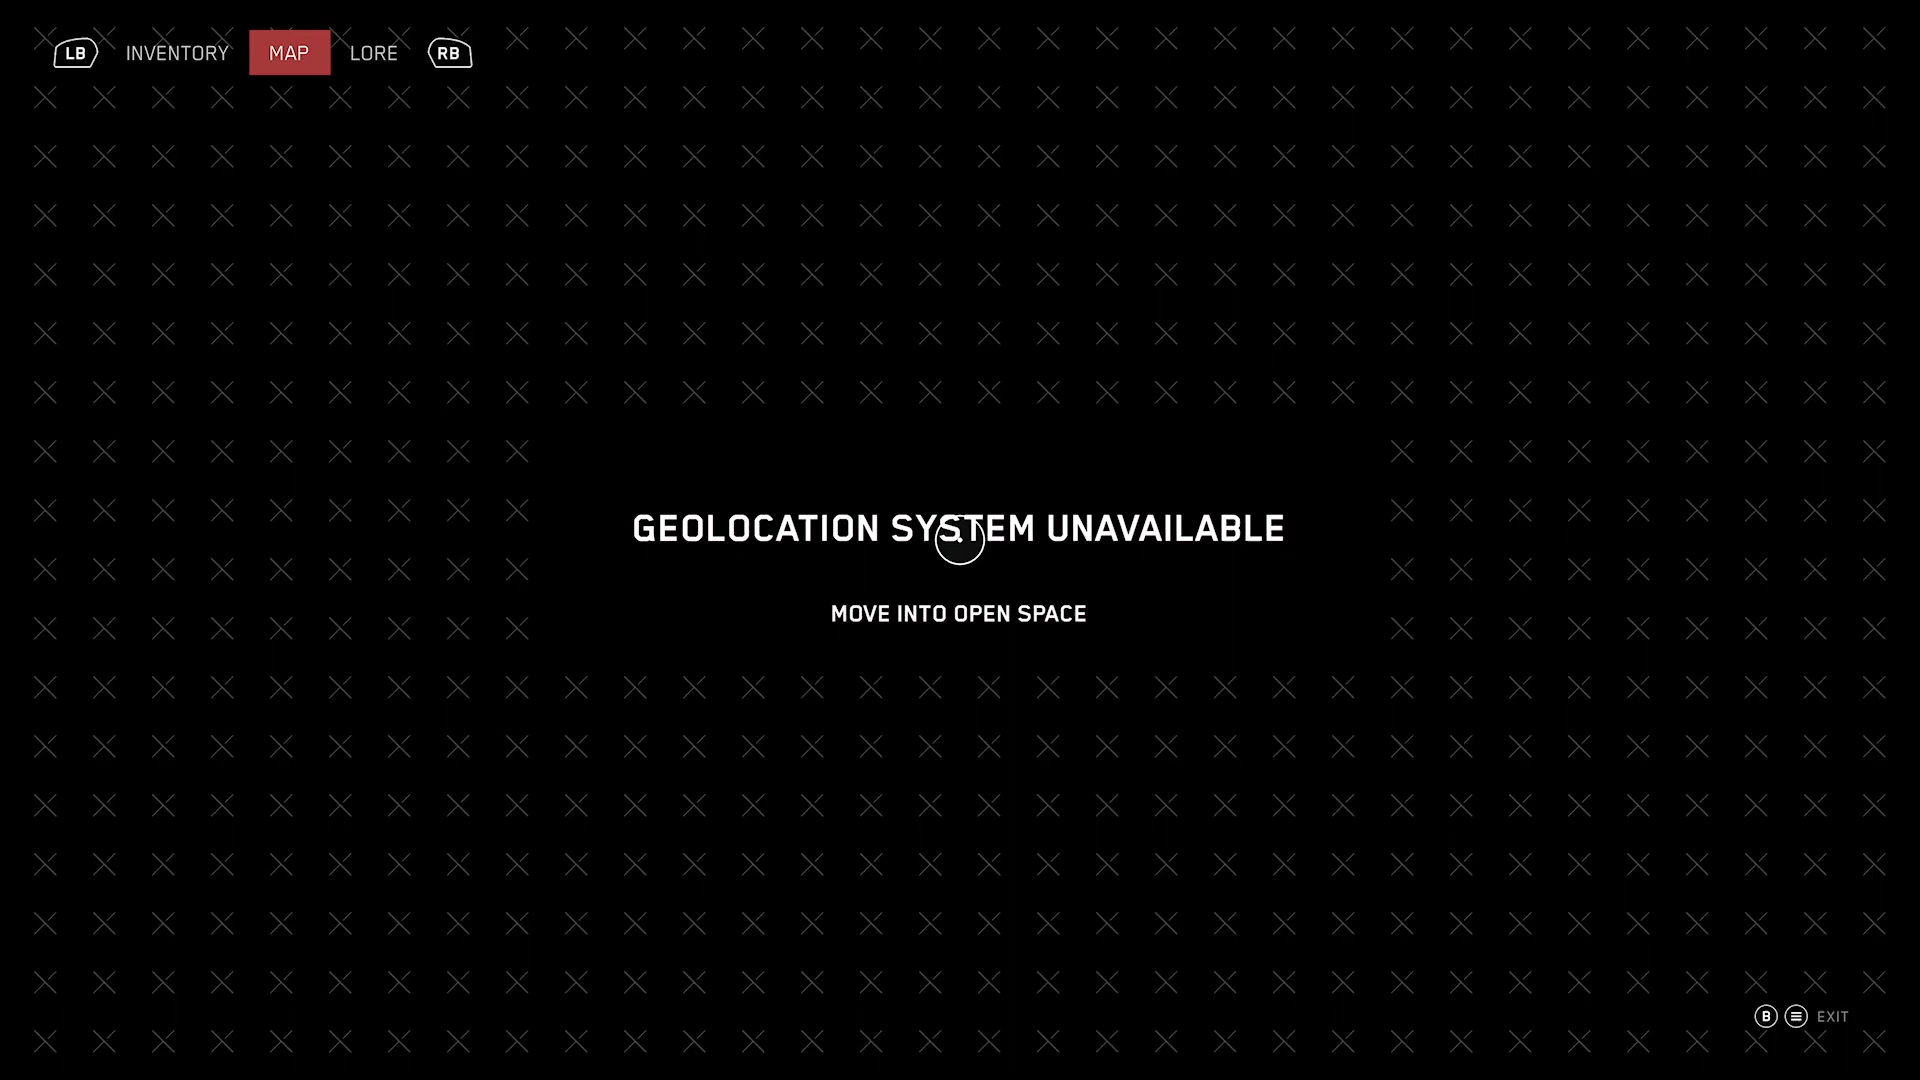 LB INVENTORY MAP LORE RB
GEOLOCATION SYSTEM UNAVAILABLE
MOVE INTO OPEN SPACE
B EXIT